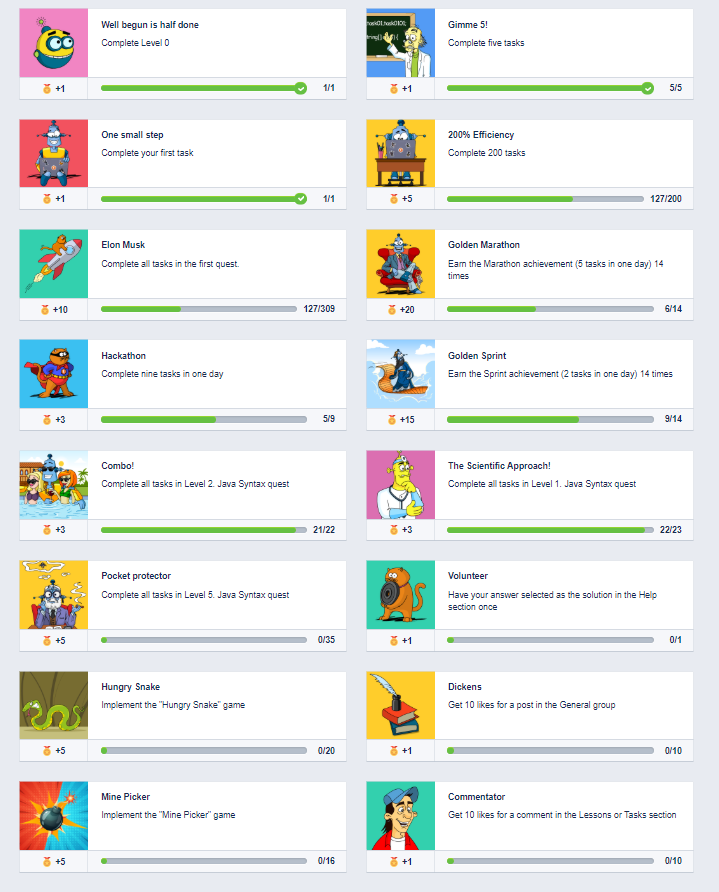 Well begun is half done
Complete Level 0
+1
1/1
Gimme 5!
Complete five tasks
+1
5/5
One small step
Complete your first task
+1
1/1
200% Efficiency
Complete 200 tasks
+5
127/200
Elon Musk
Complete all tasks in the first quest.
+10
127/309
Golden Marathon
Earn the Marathon achievement (5 tasks in one day) 14
times
+20
6/14
Hackathon
Complete nine tasks in one day
+3
5/9
Golden Sprint
Earn the Sprint achievement (2 tasks in one day) 14 times
+15
9/14
Combo!
Complete all tasks in Level 2. Java Syntax quest
+3
21/22
The Scientific Approach!
Complete all tasks in Level 1. Java Syntax quest
+3
22/23
Pocket protector
Complete all tasks in Level 5. Java Syntax quest
+5
0/35
Volunteer
Have your answer selected as the solution in the Help
section once
+1
0/1
Hungry Snake
Implement the "Hungry Snake" game
+5
0/20
Dickens
Get 10 likes for a post in the General group
+1
0/10
Mine Picker
Implement the "Mine Picker" game
+5
0/16
Commentator
Get 10 likes for a comment in the Lessons or Tasks section
+1
0/10